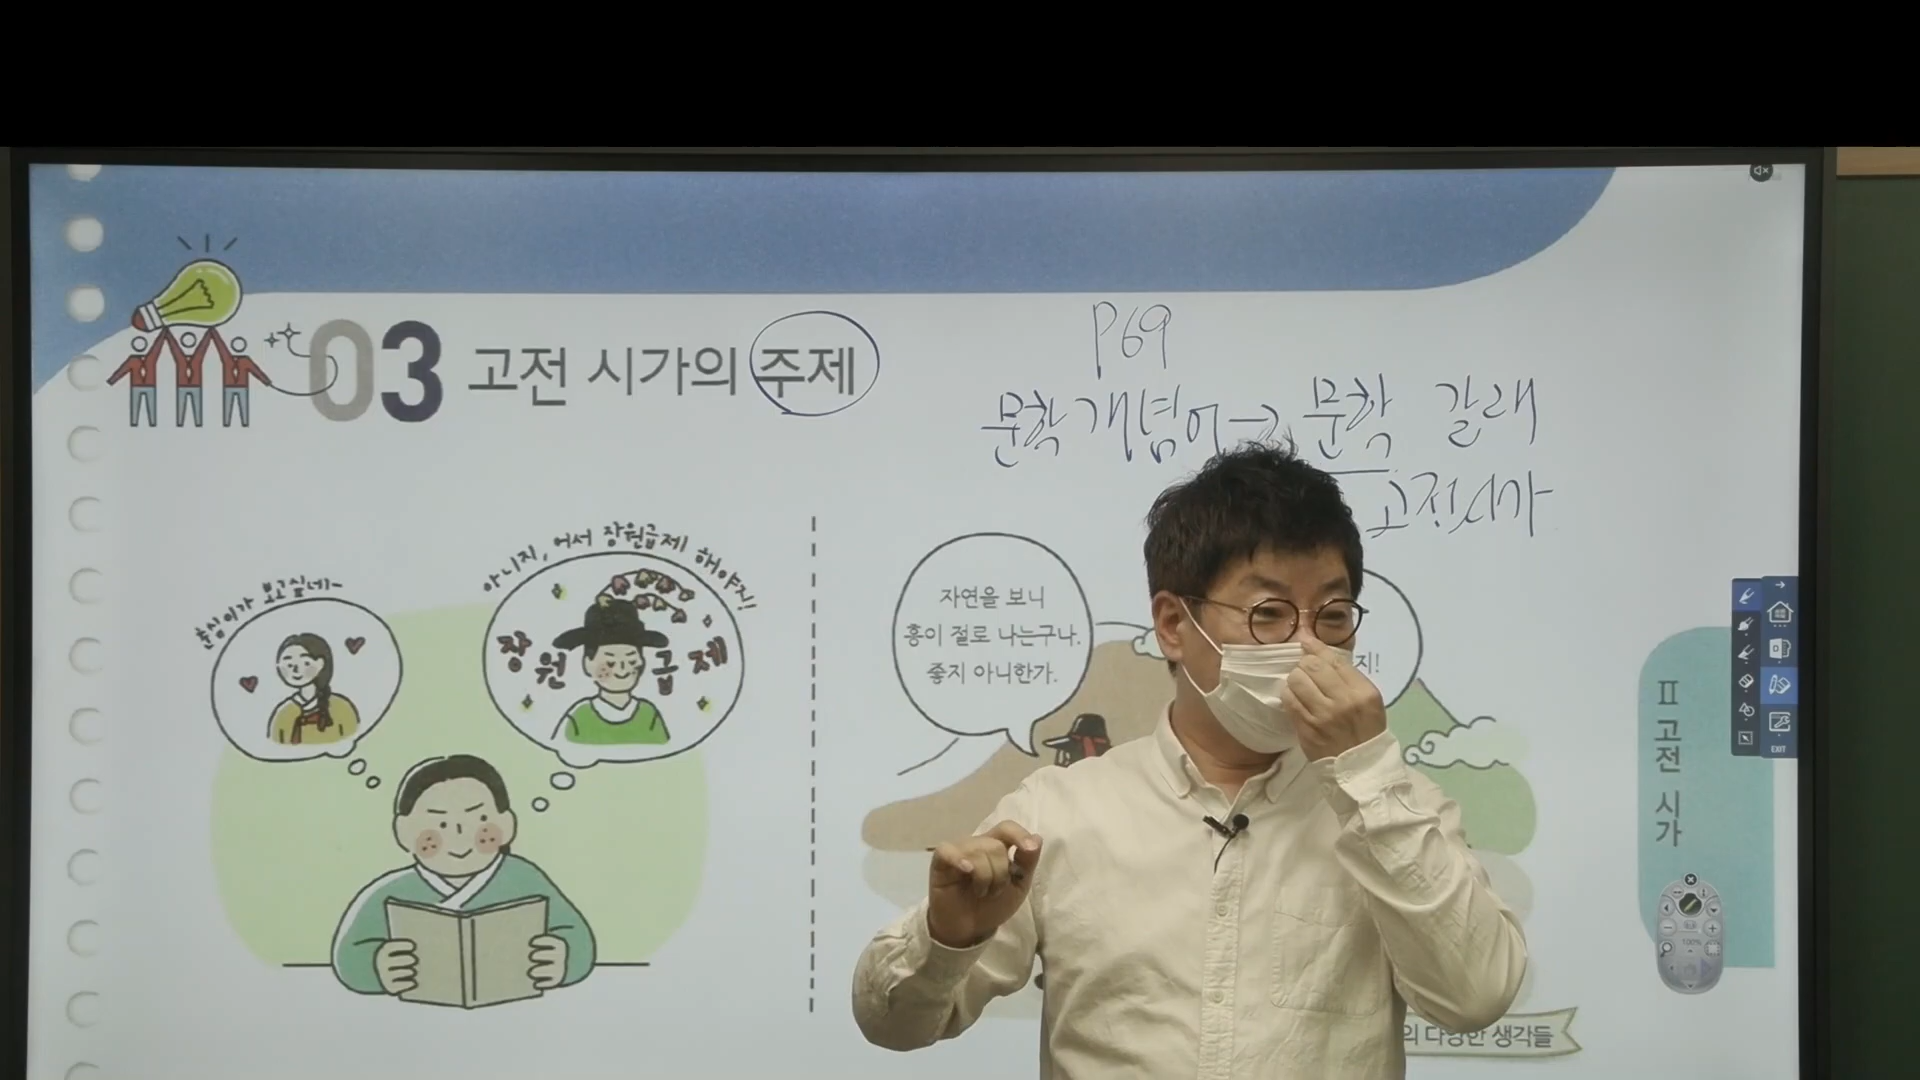 03 고전 시가의 주제
P69
문학개념어→문학 갈래
고전시가
춘심이가 보고싶네~
아니지, 어서 장원급제 해야지!
장원급제
자연을 보니
흥이 절로 나는구나.
좋지 아니한가.
지!
의 다양한 생각들
Ⅱ 고전 시가
EXIT
100%